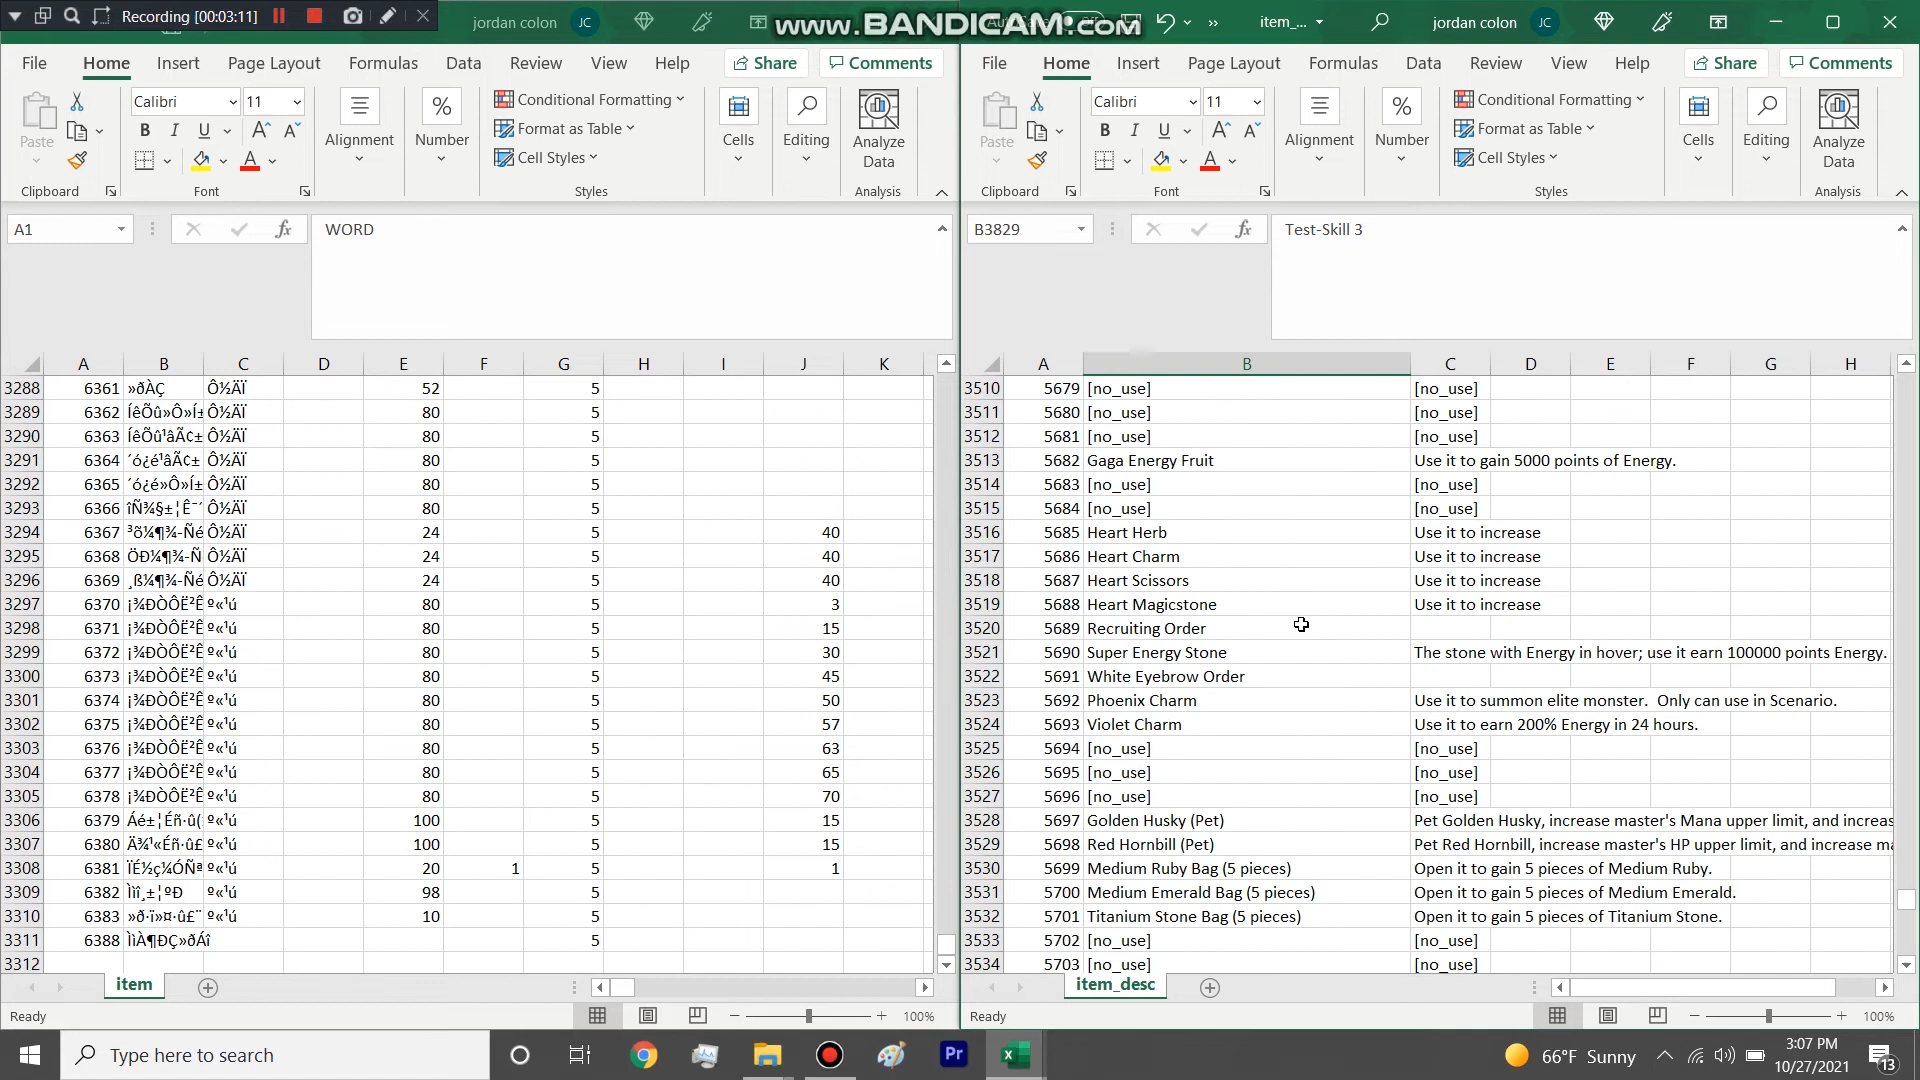 Recording [00:03:11]
www.BANDICAM.com
jordan colon JC
item_... jordan colon JC
File Home Insert Page Layout Formulas Data Review View Help Share Comments
File Home Insert Page Layout Formulas Data Review View Help Share Comments
Paste Calibri 11 B I U A A A Alignment % Number Conditional Formatting Format as Table Cell Styles Cells Editing Analyze Data
Clipboard Font Styles Analysis
Paste Calibri 11 B I U A A A Alignment % Number Conditional Formatting Format as Table Cell Styles Cells Editing Analyze Data
Clipboard Font Styles Analysis
A1 fx WORD
B3829 fx Test-Skill 3
A B C D E F G H I J K
3288 6361 »ðÀÇ Ô½ÄÏ 52 5
3289 6362 ÍêÕû»Ô»Í± Ô½ÄÏ 80 5
3290 6363 ÍêÕû¹âÃ¢± Ô½ÄÏ 80 5
3291 6364 ´ó¿é¹âÃ¢± Ô½ÄÏ 80 5
3292 6365 ´ó¿é»Ô»Í± Ô½ÄÏ 80 5
3293 6366 îÑ¾§±¦Ê¯´ Ô½ÄÏ 80 5
3294 6367 ³õ¼¶¾-Ñé Ô½ÄÏ 24 5 40
3295 6368 ÖÐ¼¶¾-Ñ Ô½ÄÏ 24 5 40
3296 6369 ¸ß¼¶¾-Ñé Ô½ÄÏ 24 5 40
3297 6370 ¡¾ÐÒÔË²Ê º«¹ú 80 5 3
3298 6371 ¡¾ÐÒÔË²Ê º«¹ú 80 5 15
3299 6372 ¡¾ÐÒÔË²Ê º«¹ú 80 5 30
3300 6373 ¡¾ÐÒÔË²Ê º«¹ú 80 5 45
3301 6374 ¡¾ÐÒÔË²Ê º«¹ú 80 5 50
3302 6375 ¡¾ÐÒÔË²Ê º«¹ú 80 5 57
3303 6376 ¡¾ÐÒÔË²Ê º«¹ú 80 5 63
3304 6377 ¡¾ÐÒÔË²Ê º«¹ú 80 5 65
3305 6378 ¡¾ÐÒÔË²Ê º«¹ú 80 5 70
3306 6379 Áé±¦Éñ·û( º«¹ú 100 5 15
3307 6380 Ä¾¹«Éñ·û£ º«¹ú 100 5 15
3308 6381 ÏÉ½ç¼ÓÑª º«¹ú 20 1 5 1
3309 6382 Ììî¸±¦ºÐ º«¹ú 98 5
3310 6383 »ð·ï»¤·û£¨ º«¹ú 10 5
3311 6388 ÌìÀ¶ÐÇ»ðÁî 5
3312
A B C D E F G H
3510 5679 [no_use] [no_use]
3511 5680 [no_use] [no_use]
3512 5681 [no_use] [no_use]
3513 5682 Gaga Energy Fruit Use it to gain 5000 points of Energy.
3514 5683 [no_use] [no_use]
3515 5684 [no_use] [no_use]
3516 5685 Heart Herb Use it to increase
3517 5686 Heart Charm Use it to increase
3518 5687 Heart Scissors Use it to increase
3519 5688 Heart Magicstone Use it to increase
3520 5689 Recruiting Order
3521 5690 Super Energy Stone The stone with Energy in hover; use it earn 100000 points Energy.
3522 5691 White Eyebrow Order
3523 5692 Phoenix Charm Use it to summon elite monster.  Only can use in Scenario.
3524 5693 Violet Charm Use it to earn 200% Energy in 24 hours.
3525 5694 [no_use] [no_use]
3526 5695 [no_use] [no_use]
3527 5696 [no_use] [no_use]
3528 5697 Golden Husky (Pet) Pet Golden Husky, increase master's Mana upper limit, and increas
3529 5698 Red Hornbill (Pet) Pet Red Hornbill, increase master's HP upper limit, and increase ma
3530 5699 Medium Ruby Bag (5 pieces) Open it to gain 5 pieces of Medium Ruby.
3531 5700 Medium Emerald Bag (5 pieces) Open it to gain 5 pieces of Medium Emerald.
3532 5701 Titanium Stone Bag (5 pieces) Open it to gain 5 pieces of Titanium Stone.
3533 5702 [no_use] [no_use]
3534 5703 [no_use] [no_use]
item
item_desc
Ready 100%
Ready 100%
Type here to search Pr 66°F Sunny 3:07 PM
10/27/2021 13